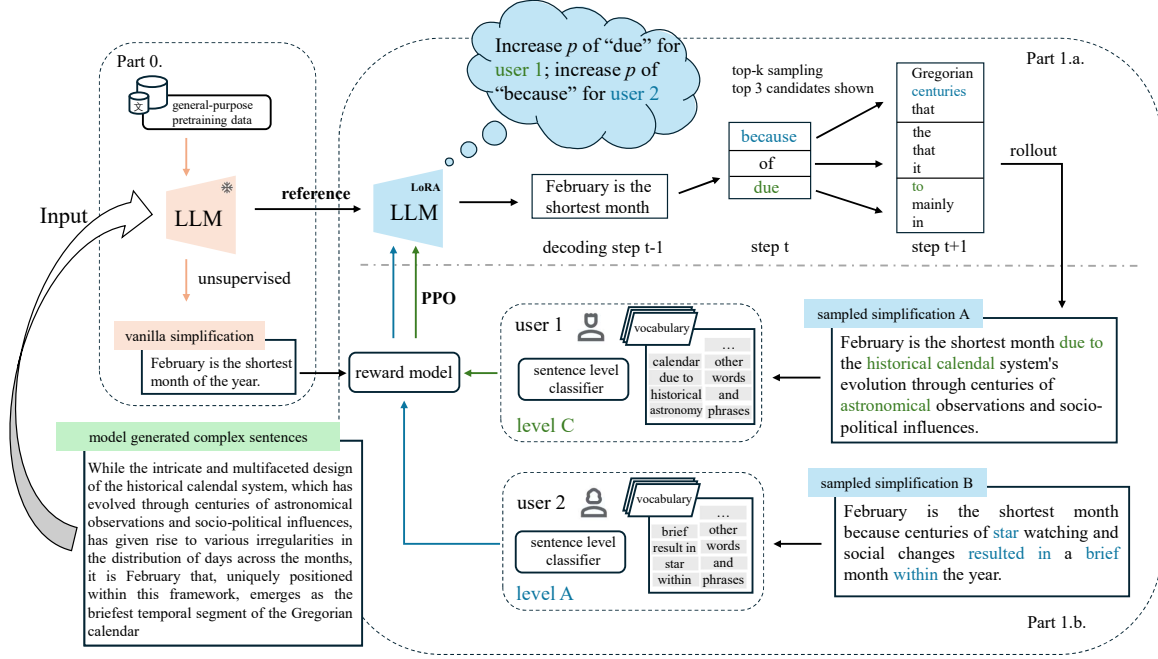 Part 0.
文
general-purpose
pretraining data
LLM
Input
unsupervised
vanilla simplification
February is the shortest
month of the year.
reference
Increase p of “due” for
user 1; increase p of
“because” for user 2
LoRA
LLM
PPO
reward model
February is the
shortest month
decoding step t-1
top-k sampling
top 3 candidates shown
because
of
due
step t
Part 1.a.
Gregorian
centuries
that
the
that
it
to
mainly
in
step t+1
rollout
model generated complex sentences
While the intricate and multifaceted design
of the historical calendal system, which has
evolved through centuries of astronomical
observations and socio-political influences,
has given rise to various irregularities in
the distribution of days across the months,
it is February that, uniquely positioned
within this framework, emerges as the
briefest temporal segment of the Gregorian
calendar
user 1
vocabulary
sentence level
classifier
level C
…
calendar other
due to words
historical and
astronomy phrases
sampled simplification A
February is the shortest month due to
the historical calendal system's
evolution through centuries of
astronomical observations and socio-
political influences.
user 2
vocabulary
sentence level
classifier
level A
…
brief other
result in words
star and
within phrases
sampled simplification B
February is the shortest month
because centuries of star watching and
social changes resulted in a brief
month within the year.
Part 1.b.